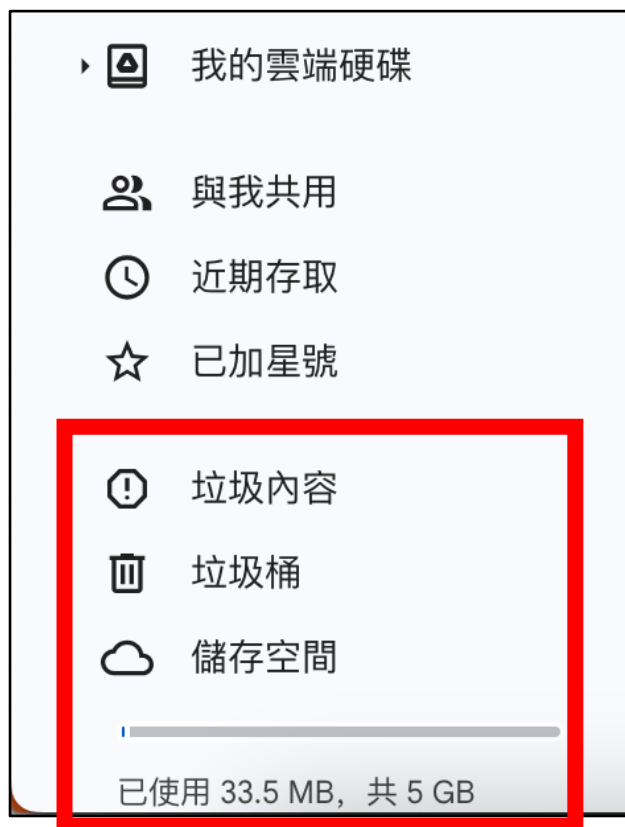 我的雲端硬碟
與我共用
近期存取
已加星號
垃圾內容
垃圾桶
儲存空間
已使用 33.5 MB，共 5 GB